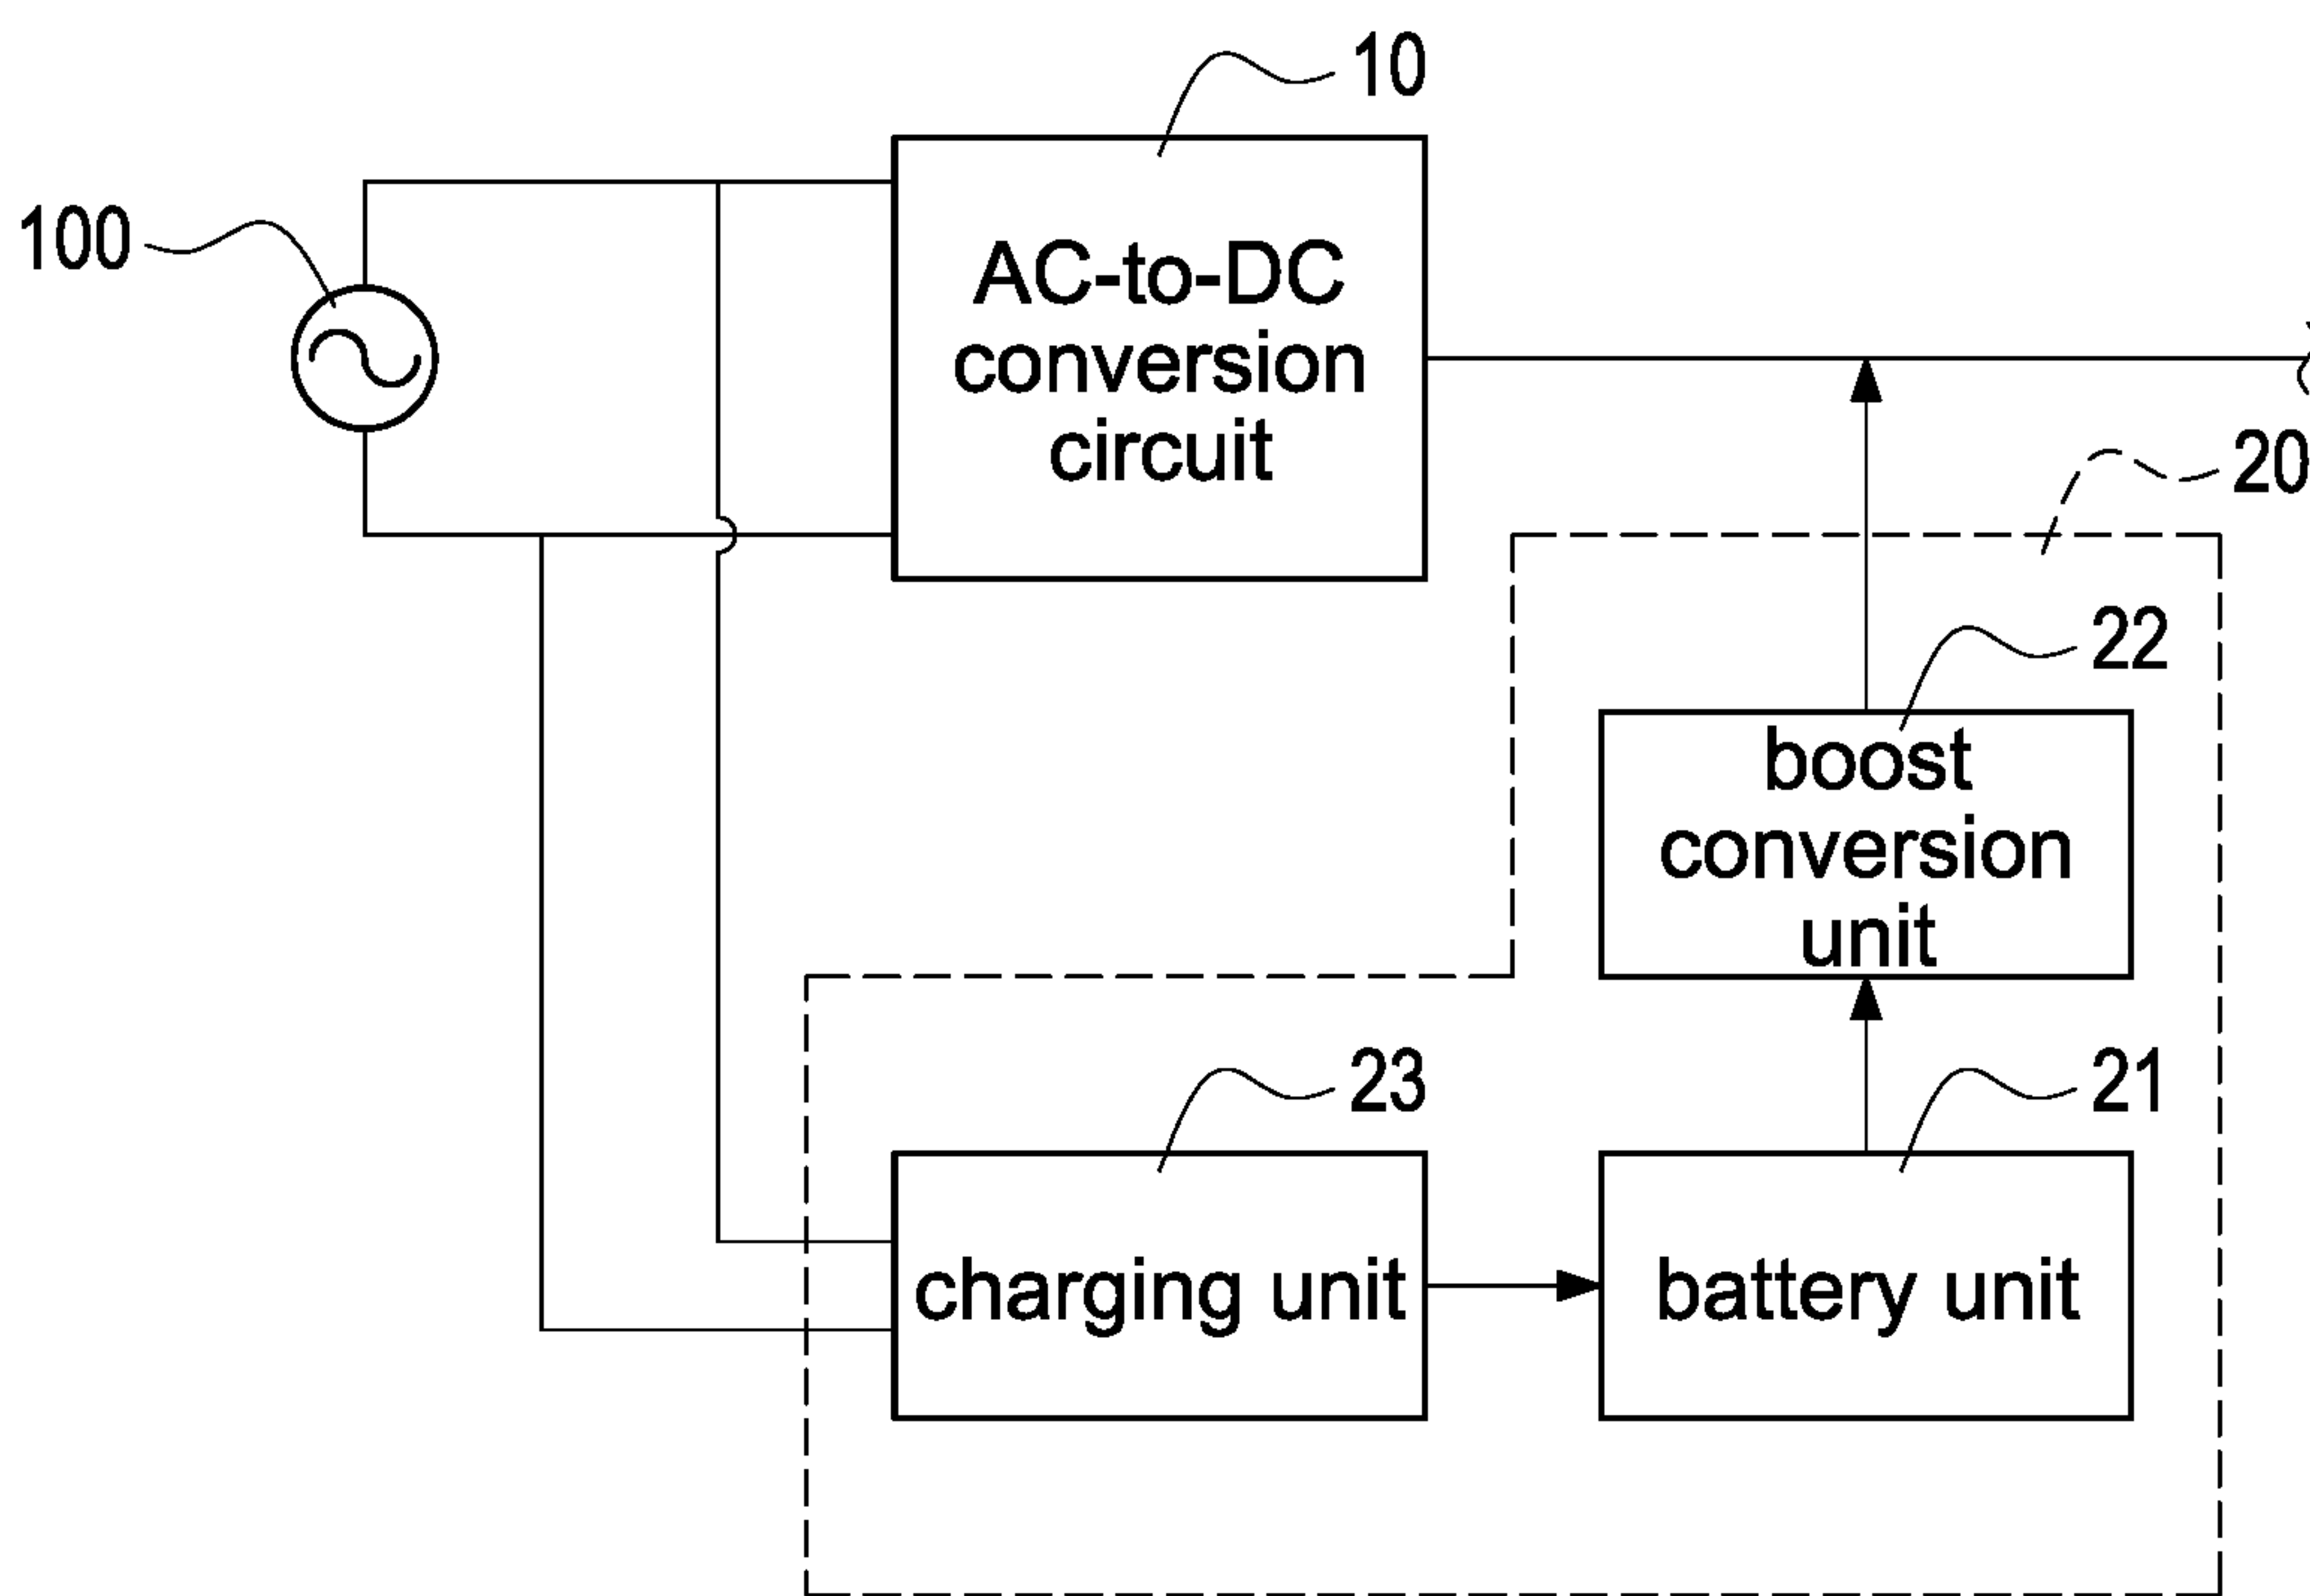 10
100
AC-to-DC
conversion
circuit
20
22
boost
conversion
unit
23
21
charging unit
battery unit